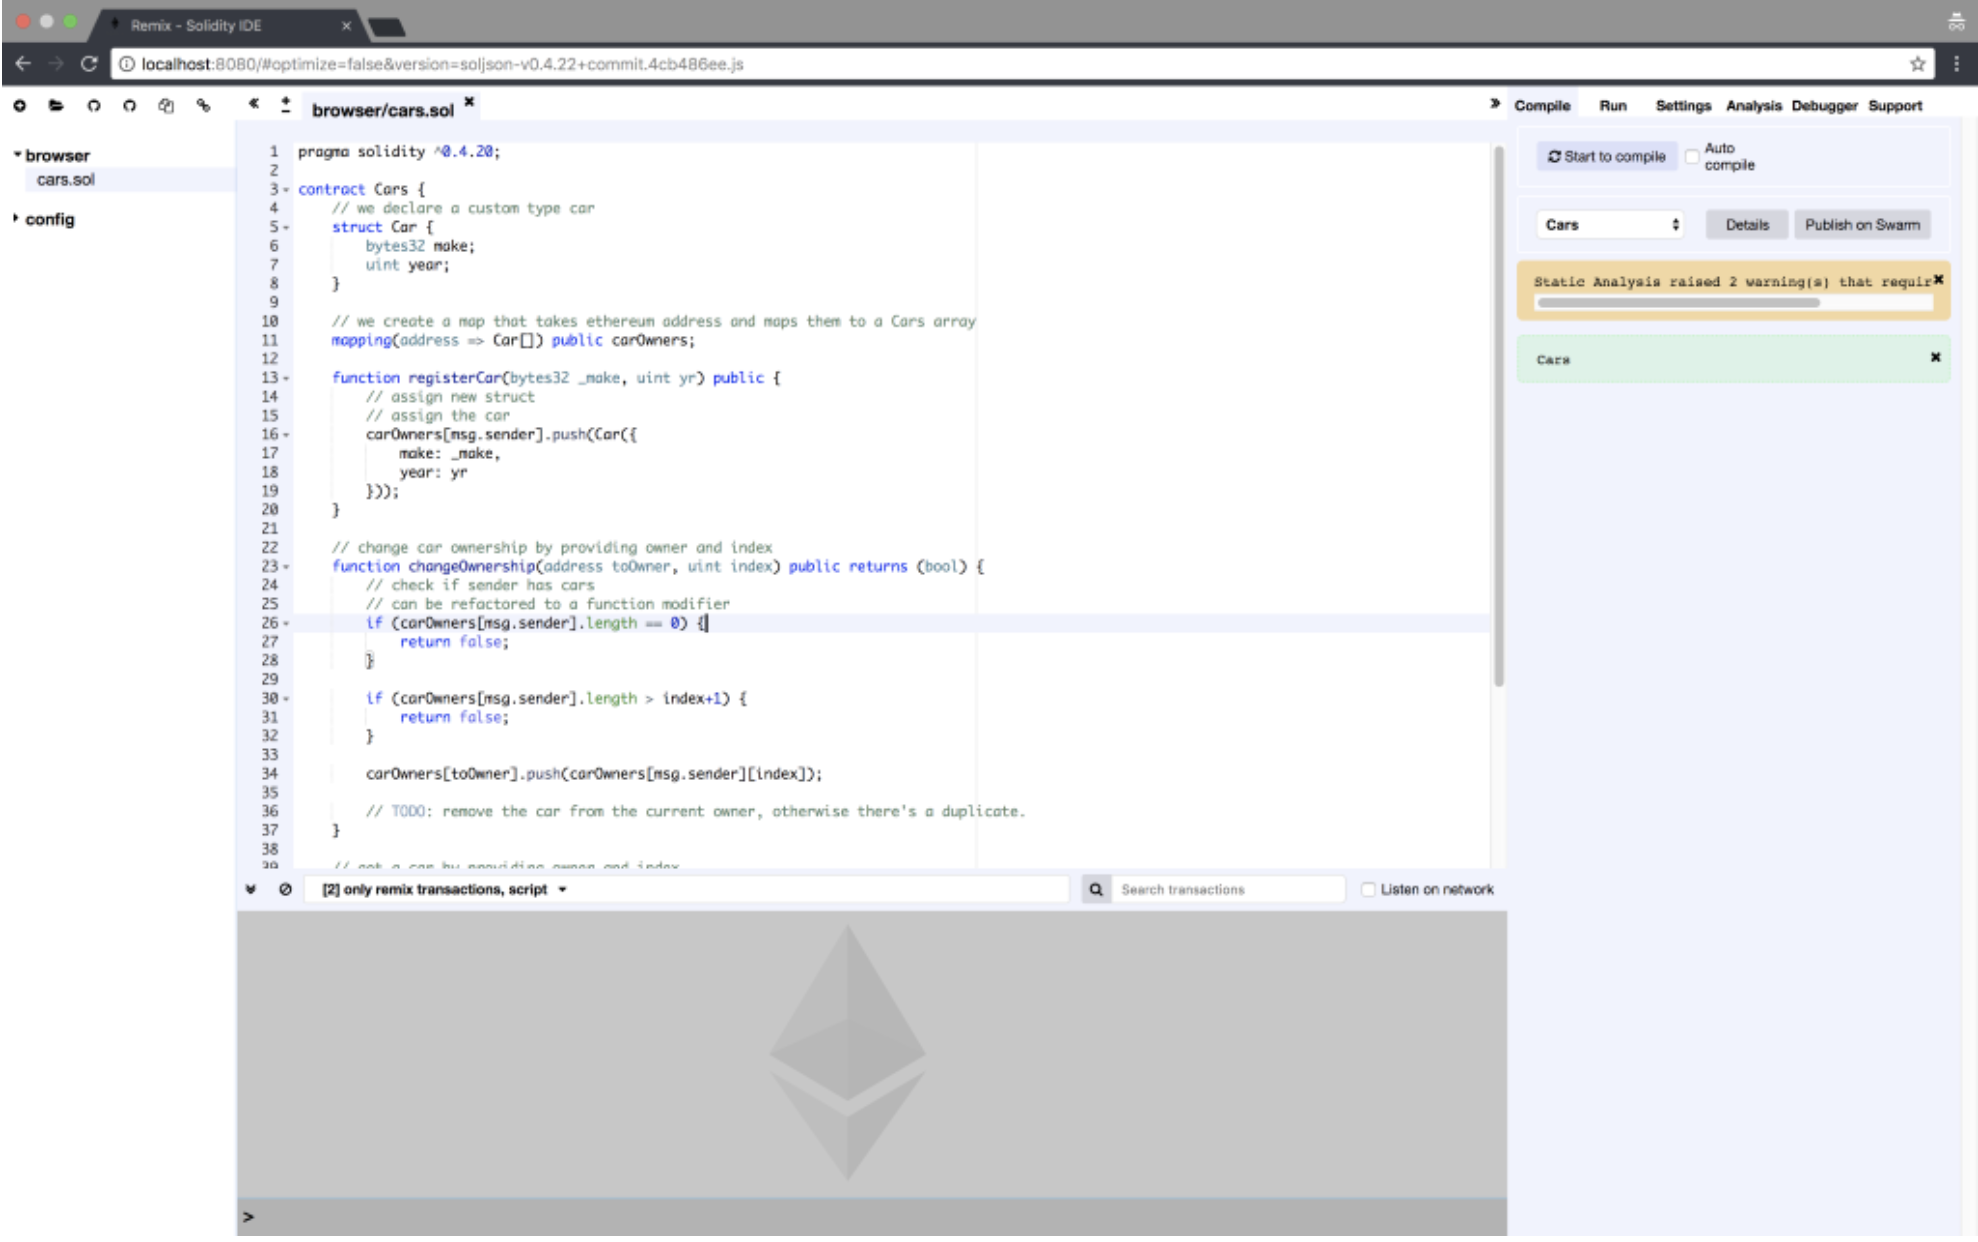 Remix - Solidity IDE
localhost:8080/#optimize=false&version=soljson-v0.4.22+commit.4cb486ee.js
browser/cars.sol
Compile Run Settings Analysis Debugger Support
browser
cars.sol
config
1 pragma solidity ^0.4.20;
2
3 contract Cars {
4 // we declare a custom type car
5 struct Car {
6 bytes32 make;
7 uint year;
8 }
9
10 // we create a map that takes ethereum address and maps them to a Cars array
11 mapping(address => Car[]) public carOwners;
12
13 function registerCar(bytes32 _make, uint yr) public {
14 // assign new struct
15 // assign the car
16 carOwners[msg.sender].push(Car({
17 make: _make,
18 year: yr
19 }));
20 }
21
22 // change car ownership by providing owner and index
23 function changeOwnership(address toOwner, uint index) public returns (bool) {
24 // check if sender has cars
25 // can be refactored to a function modifier
26 if (carOwners[msg.sender].length == 0) {
27 return false;
28 }
29
30 if (carOwners[msg.sender].length > index+1) {
31 return false;
32 }
33
34 carOwners[toOwner].push(carOwners[msg.sender][index]);
35
36 // TODO: remove the car from the current owner, otherwise there's a duplicate.
37 }
38
39 // get a car by providing owner and index
Start to compile
Auto
compile
Cars
Details
Publish on Swarm
Static Analysis raised 2 warning(s) that requir
Cars
[2] only remix transactions, script
Search transactions
Listen on network
>